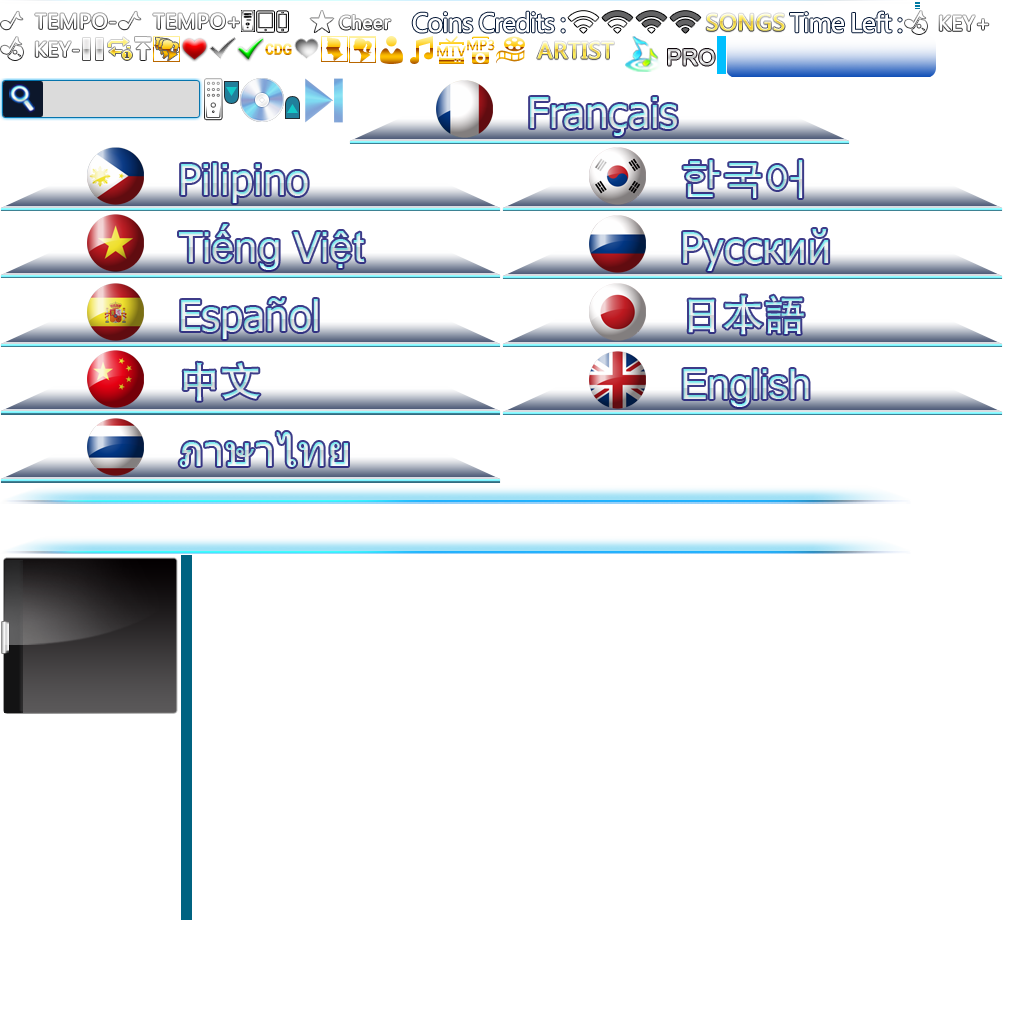 TEMPO- TEMPO+ Cheer Coins Credits : SONGS Time Left : KEY+
KEY- CDG MTV MP3 ARTIST PRO
Français
Pilipino 한국어
Tiếng Việt Русский
Español 日本語
中文 English
ภาษาไทย